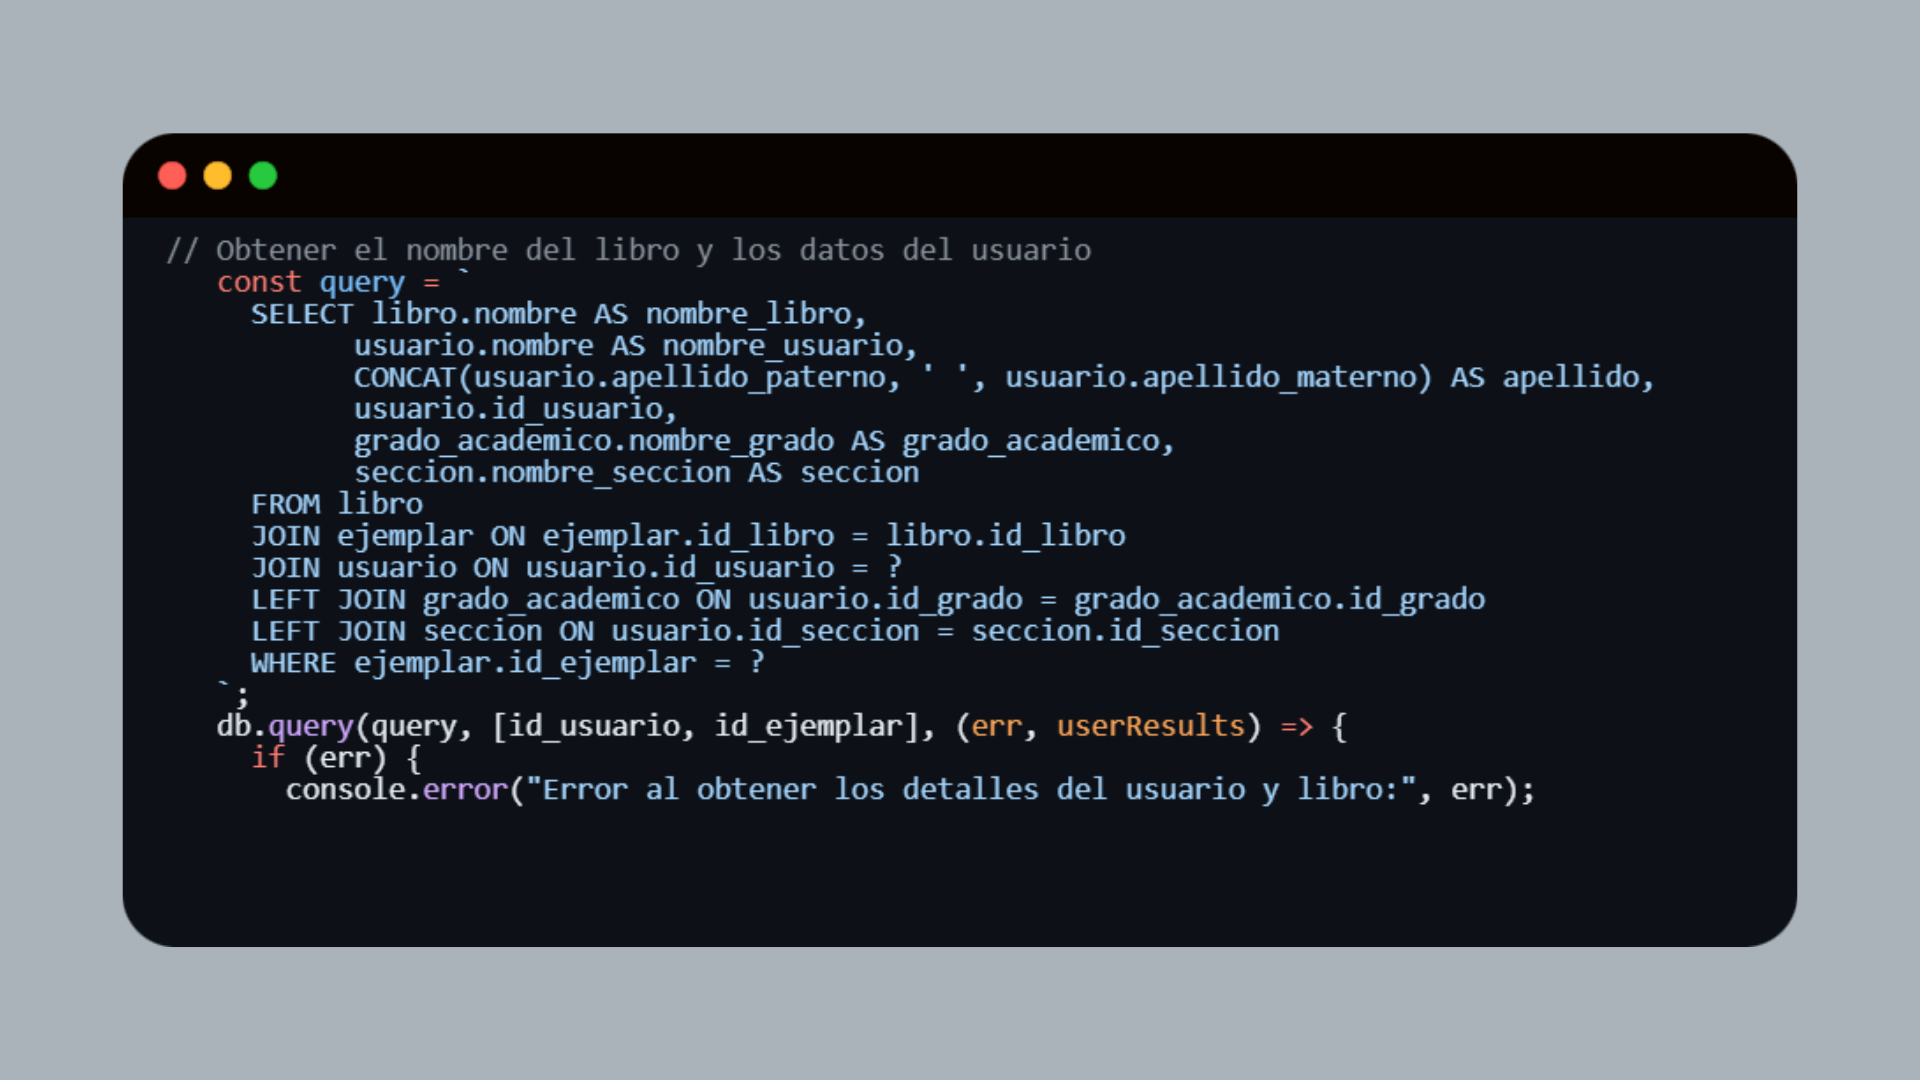 // Obtener el nombre del libro y los datos del usuario
const query = `
SELECT libro.nombre AS nombre_libro,
usuario.nombre AS nombre_usuario,
CONCAT(usuario.apellido_paterno, ' ', usuario.apellido_materno) AS apellido,
usuario.id_usuario,
grado_academico.nombre_grado AS grado_academico,
seccion.nombre_seccion AS seccion
FROM libro
JOIN ejemplar ON ejemplar.id_libro = libro.id_libro
JOIN usuario ON usuario.id_usuario = ?
LEFT JOIN grado_academico ON usuario.id_grado = grado_academico.id_grado
LEFT JOIN seccion ON usuario.id_seccion = seccion.id_seccion
WHERE ejemplar.id_ejemplar = ?
`;
db.query(query, [id_usuario, id_ejemplar], (err, userResults) => {
if (err) {
console.error("Error al obtener los detalles del usuario y libro:", err);